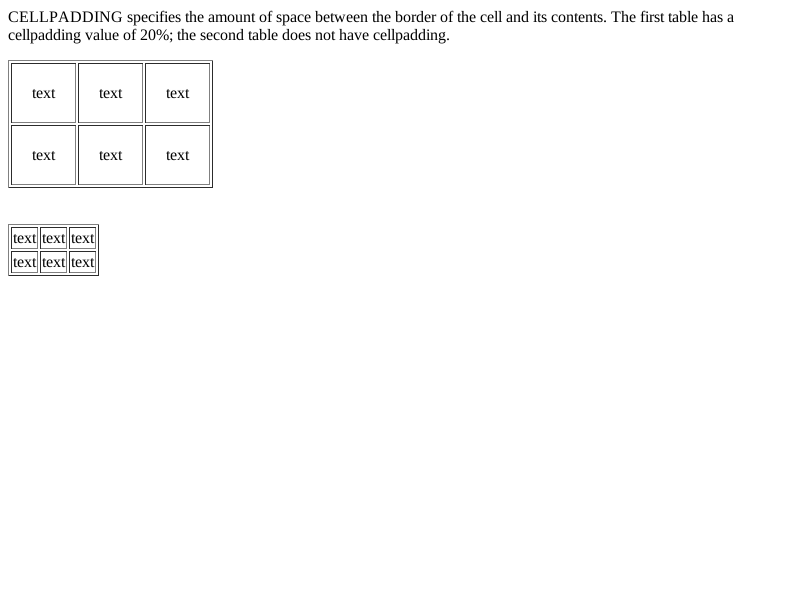 CELLPADDING specifies the amount of space between the border of the cell and its contents. The first table has a
cellpadding value of 20%; the second table does not have cellpadding.
text text text
text text text
text text text
text text text